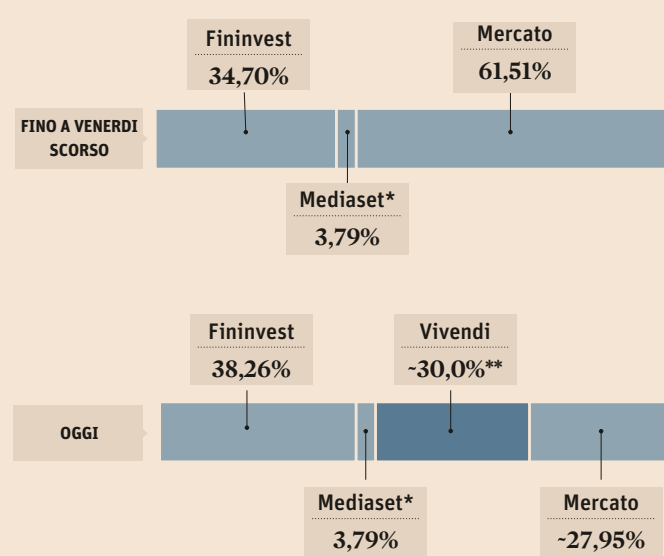 Fininvest
34,70%
Mercato
61,51%
FINO A VENERDI
SCORSO
Mediaset*
3,79%
Fininvest
38,26%
Vivendi
~30,0%**
OGGI
Mediaset*
3,79%
Mercato
~27,95%